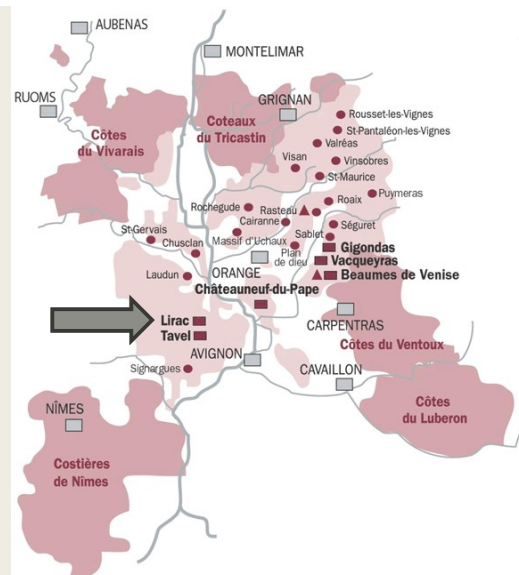 AUBENAS
MONTELIMAR
RUOMS
GRIGNAN
Rousset-les-Vignes
Côtes
du Vivarais
Coteaux
du Tricastin
St-Pantaléon-les-Vignes
Valréas
Visan
Vinsobres
St-Maurice
Puymeras
Rochegude
Rasteau
Roaix
Cairanne
St-Gervais
Séguret
Sablet
Chusclan
Massif d'Uchaux
Plan
de dieu
Gigondas
Vacqueyras
Laudun
ORANGE
Beaumes de Venise
Châteauneuf-du-Pape
Lirac
Tavel
CARPENTRAS
Côtes du Ventoux
AVIGNON
Signargues
CAVAILLON
NÎMES
Côtes
du Luberon
Costières
de Nîmes